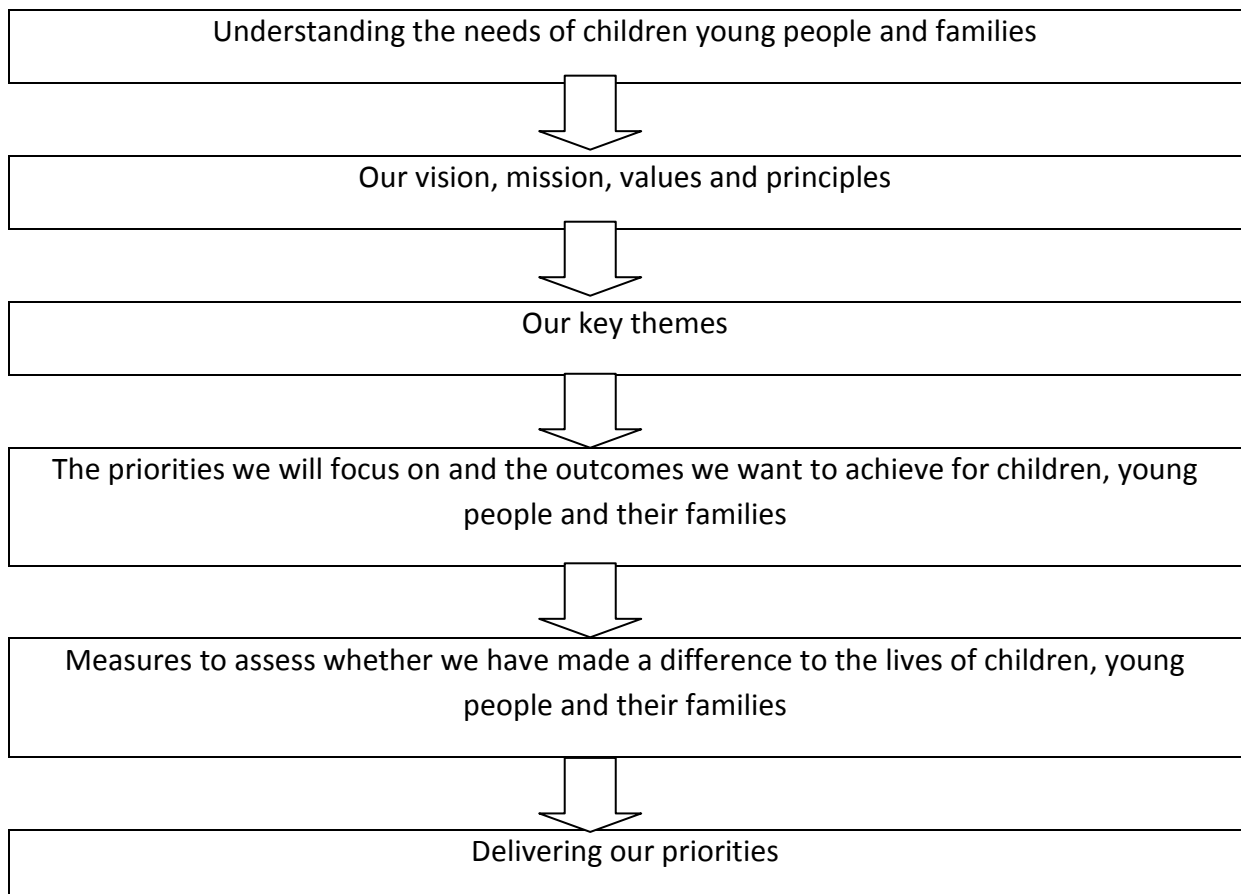 Understanding the needs of children young people and families
Our vision, mission, values and principles
Our key themes
The priorities we will focus on and the outcomes we want to achieve for children, young
people and their families
Measures to assess whether we have made a difference to the lives of children, young
people and their families
Delivering our priorities